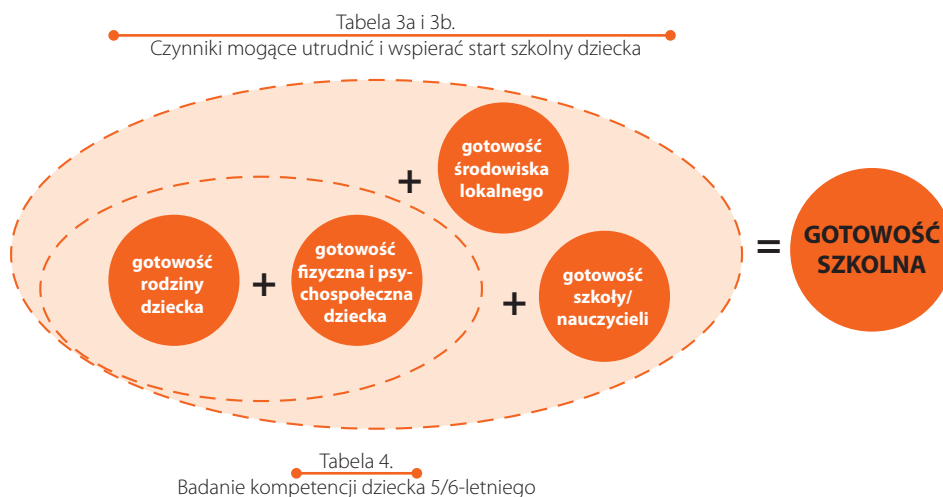 Tabela 3a i 3b.
Czynniki mogące utrudnić i wspierać start szkolny dziecka
gotowość
środowiska
lokalnego
+
gotowość
rodziny
dziecka
+
gotowość
fizyczna i psy-
chospołeczna
dziecka
+
gotowość
szkoły/
nauczycieli
=
GOTOWOŚĆ
SZKOLNA
Tabela 4.
Badanie kompetencji dziecka 5/6-letniego